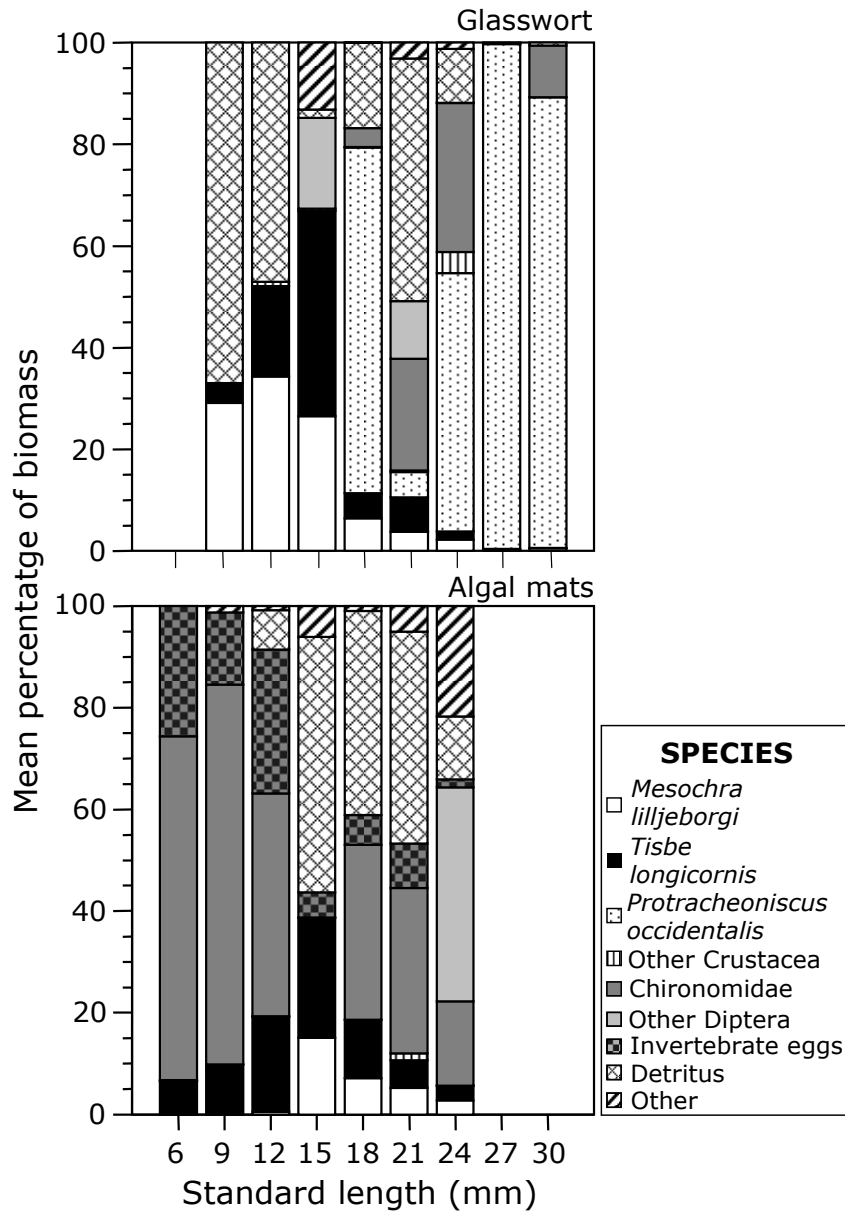 Glasswort
100
80
60
40
20
0
Algal mats
100
80
60
40
20
0
6 9 12 15 18 21 24 27 30
Standard length (mm)
Mean percentatge of biomass
SPECIES
Mesochra
lilljeborgi
Tisbe
longicornis
Protracheoniscus
occidentalis
Other Crustacea
Chironomidae
Other Diptera
Invertebrate eggs
Detritus
Other